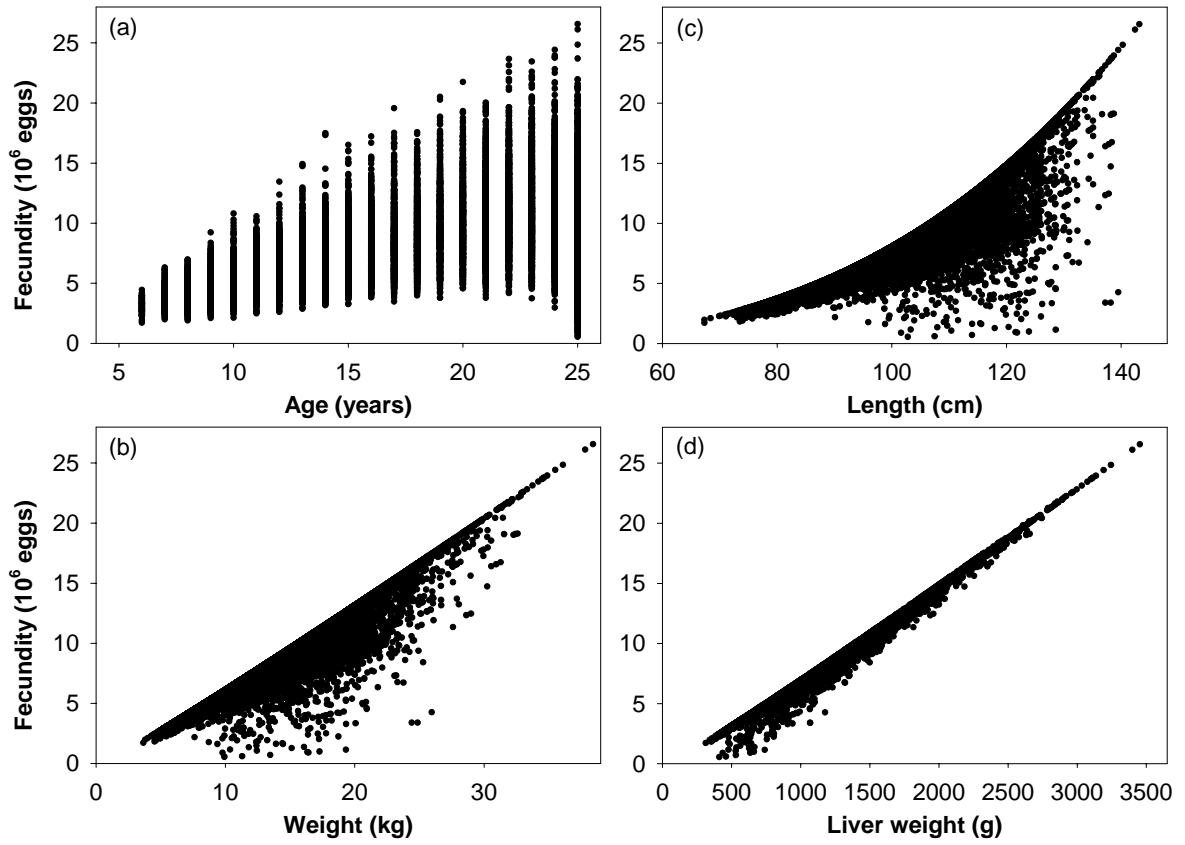 (a)
Fecundity (10⁶ eggs)
25
20
15
10
5
0
5 10 15 20 25
Age (years)
(c)
25
20
15
10
5
0
60 80 100 120 140
Length (cm)
(b)
Fecundity (10⁶ eggs)
25
20
15
10
5
0
0 10 20 30
Weight (kg)
(d)
25
20
15
10
5
0
0 500 1000 1500 2000 2500 3000 3500
Liver weight (g)